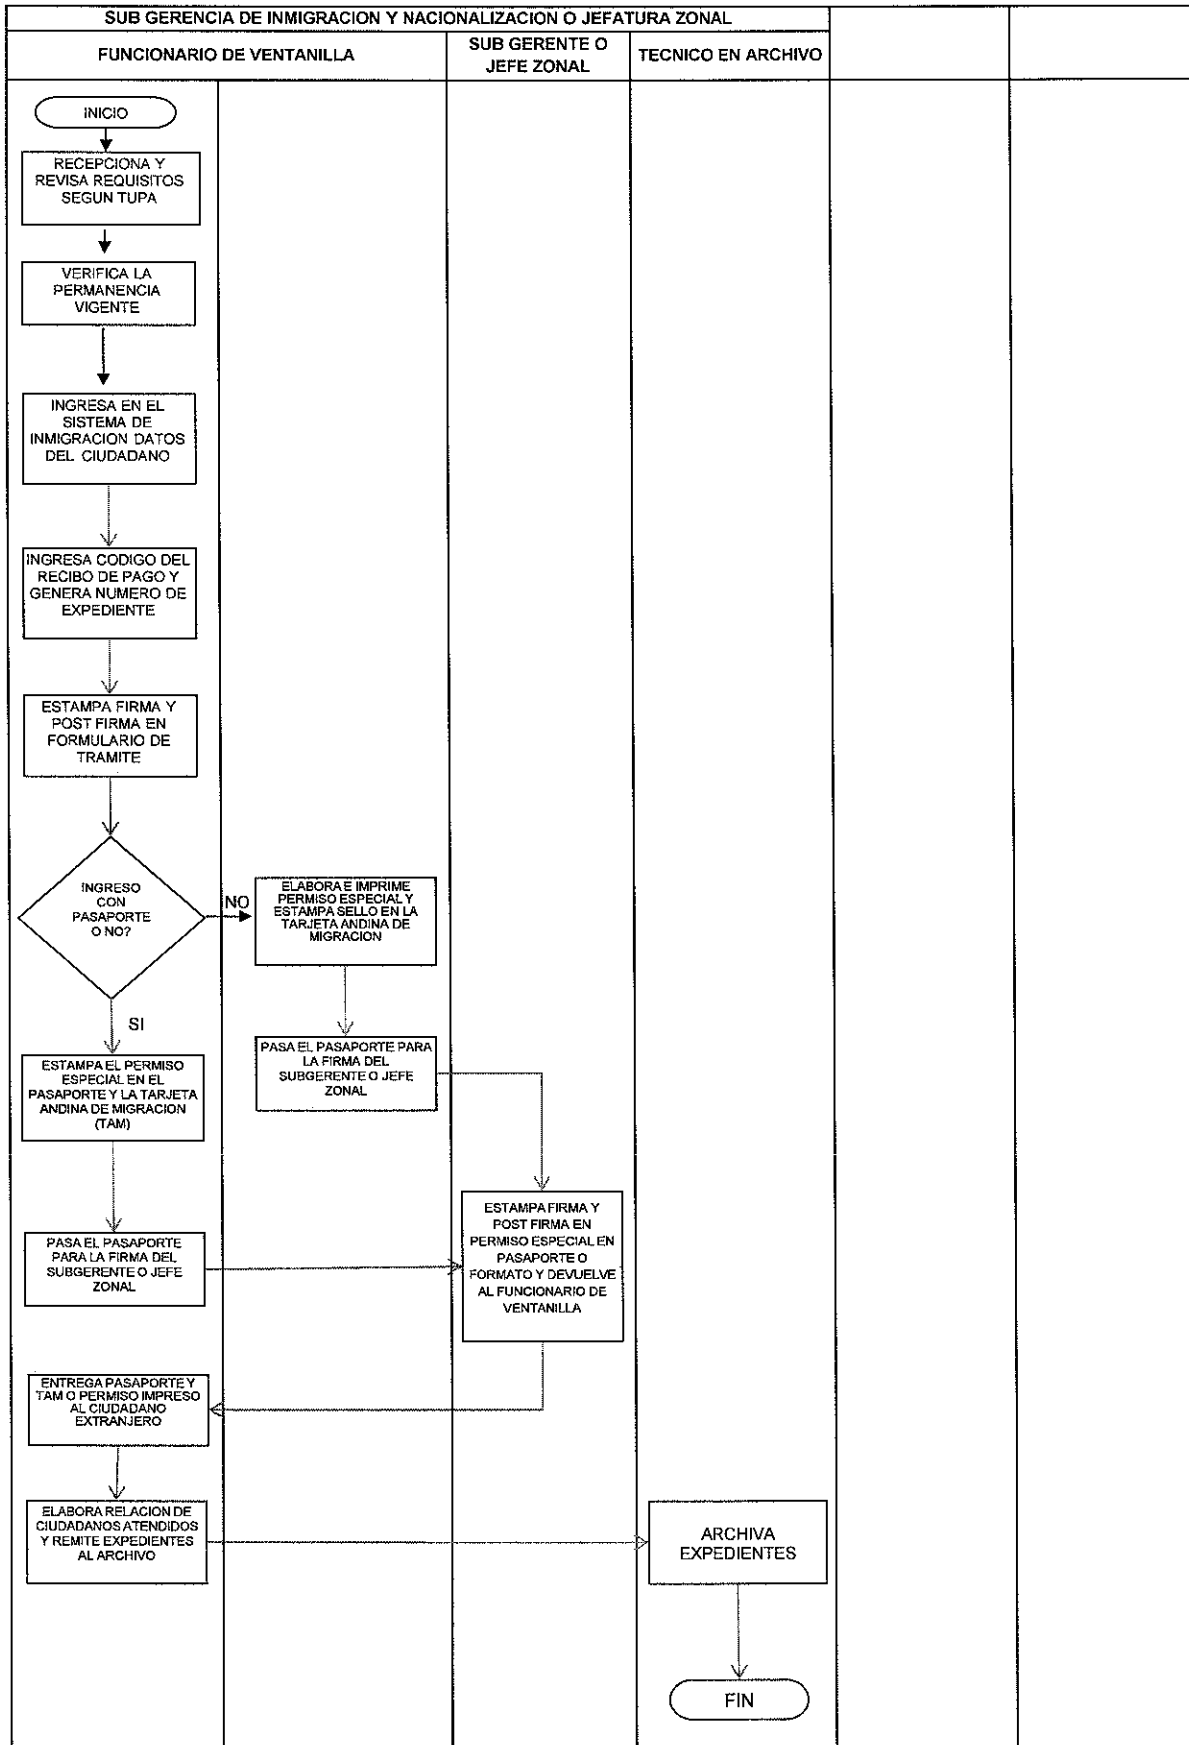 SUB GERENCIA DE INMIGRACION Y NACIONALIZACION O JEFATURA ZONAL
FUNCIONARIO DE VENTANILLA
SUB GERENTE O
JEFE ZONAL
TECNICO EN ARCHIVO
INICIO
RECEPCIONA Y
REVISA REQUISITOS
SEGUN TUPA
VERIFICA LA
PERMANENCIA
VIGENTE
INGRESA EN EL
SISTEMA DE
INMIGRACION DATOS
DEL CIUDADANO
INGRESA CODIGO DEL
RECIBO DE PAGO Y
GENERA NUMERO DE
EXPEDIENTE
ESTAMPA FIRMA Y
POST FIRMA EN
FORMULARIO DE
TRAMITE
INGRESO
CON
PASAPORTE
O NO?
NO
ELABORA E IMPRIME
PERMISO ESPECIAL Y
ESTAMPA SELLO EN LA
TARJETA ANDINA DE
MIGRACION
SI
PASA EL PASAPORTE PARA
LA FIRMA DEL
SUBGERENTE O JEFE
ZONAL
ESTAMPA EL PERMISO
ESPECIAL EN EL
PASAPORTE Y LA TARJETA
ANDINA DE MIGRACION
(TAM)
PASA EL PASAPORTE
PARA LA FIRMA DEL
SUBGERENTE O JEFE
ZONAL
ESTAMPA FIRMA Y
POST FIRMA EN
PERMISO ESPECIAL EN
PASAPORTE O
FORMATO Y DEVUELVE
AL FUNCIONARIO DE
VENTANILLA
ENTREGA PASAPORTE Y
TAM O PERMISO IMPRESO
AL CIUDADANO
EXTRANJERO
ELABORA RELACION DE
CIUDADANOS ATENDIDOS
Y REMITE EXPEDIENTES
AL ARCHIVO
ARCHIVA
EXPEDIENTES
FIN